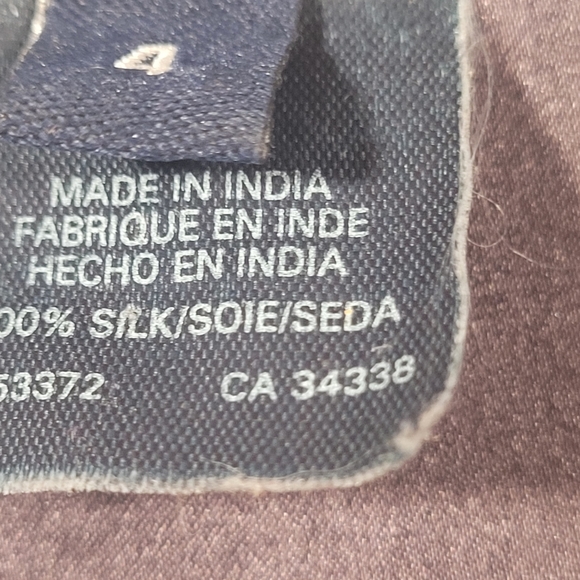 4
MADE IN INDIA
FABRIQUE EN INDE
HECHO EN INDIA
00% SILK/SOIE/SEDA
53372 CA 34338